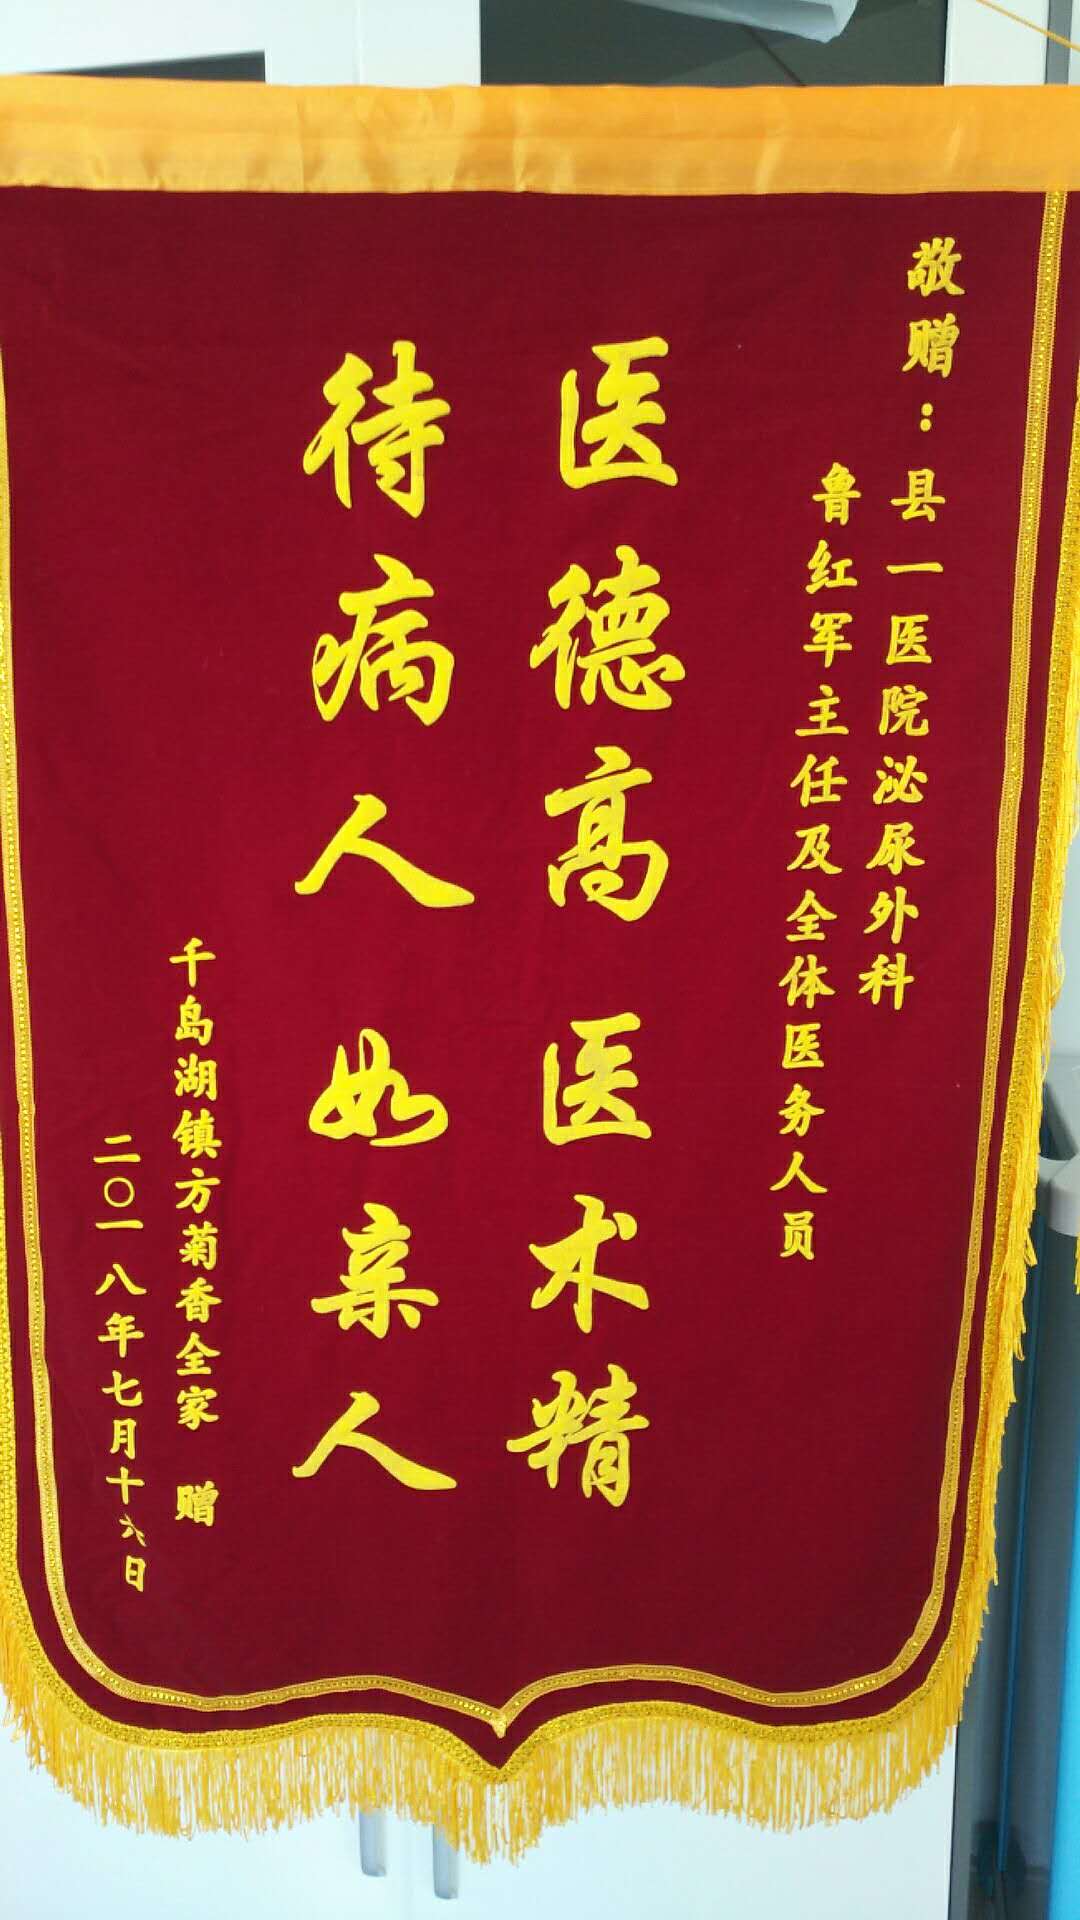 敬赠：县一医院泌尿外科
鲁红军主任及全体医务人员
医德高医术精
待病人如亲人
千岛湖镇方菊香全家 赠
二〇一八年七月十六日